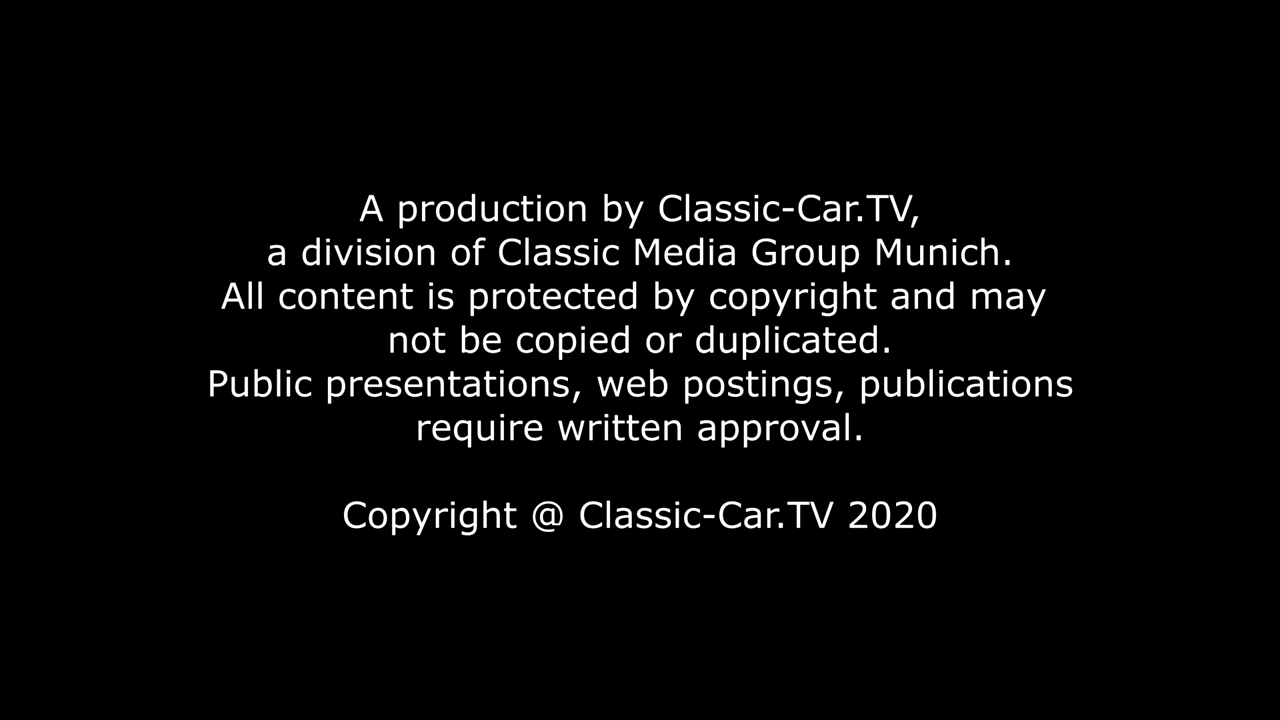 A production by Classic-Car.TV,
a division of Classic Media Group Munich.
All content is protected by copyright and may
not be copied or duplicated.
Public presentations, web postings, publications
require written approval.
Copyright @ Classic-Car.TV 2020